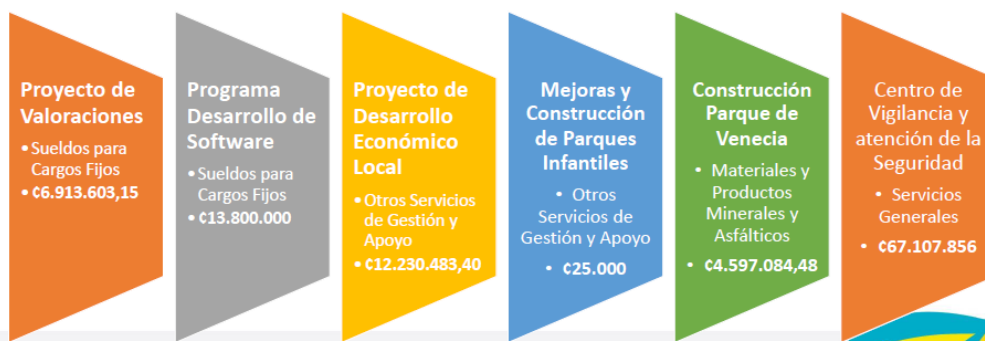 Proyecto de
Valoraciones
• Sueldos para
Cargos Fijos
• ¢6.913.603,15
Programa
Desarrollo de
Software
• Sueldos para
Cargos Fijos
• ¢13.800.000
Proyecto de
Desarrollo
Económico
Local
• Otros Servicios
de Gestión y
Apoyo
• ¢12.230.483,40
Mejoras y
Construcción
de Parques
Infantiles
• Otros
Servicios de
Gestión y Apoyo
• ¢25.000
Construcción
Parque de
Venecia
• Materiales y
Productos
Minerales y
Asfálticos
• ¢4.597.084,48
Centro de
Vigilancia y
atención de la
Seguridad
• Servicios
Generales
• ¢67.107.856